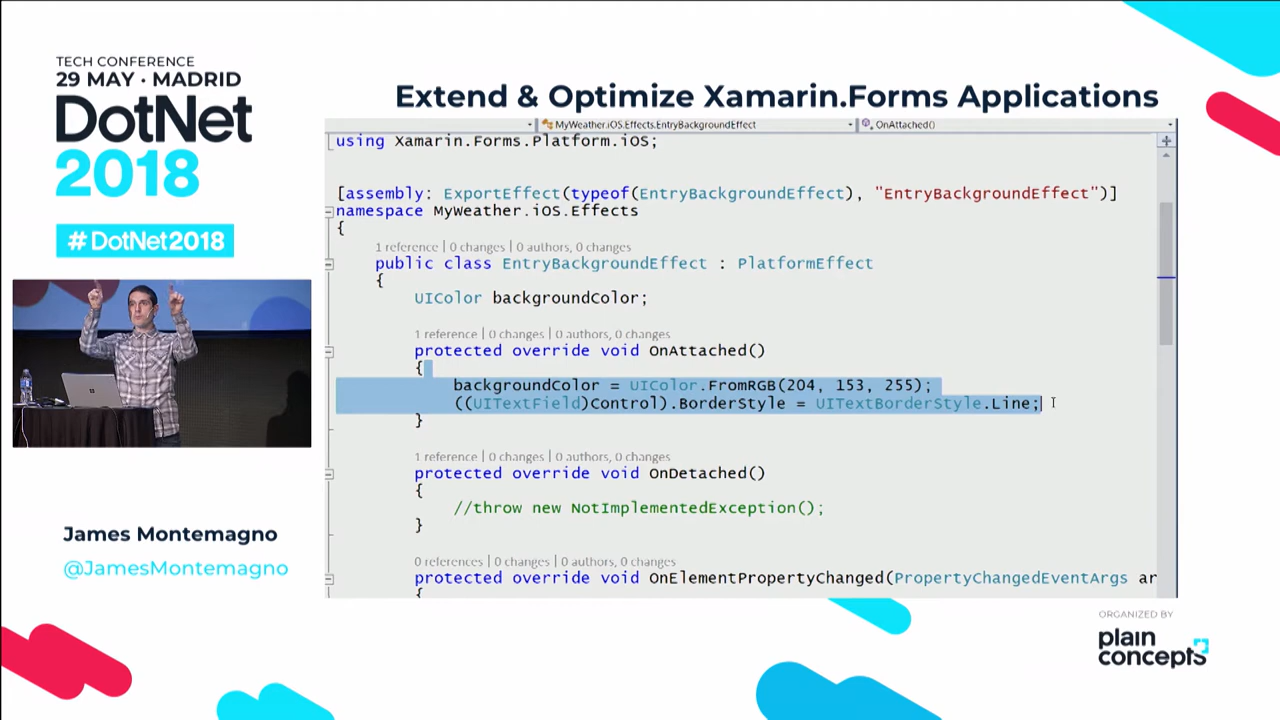 TECH CONFERENCE
29 MAY · MADRID
DotNet
2018
#DotNet2018
Extend & Optimize Xamarin.Forms Applications
MyWeather.iOS.Effects.EntryBackgroundEffect
OnAttached()
using Xamarin.Forms.Platform.iOS;
[assembly: ExportEffect(typeof(EntryBackgroundEffect), "EntryBackgroundEffect")]
namespace MyWeather.iOS.Effects
{
1 reference | 0 changes | 0 authors, 0 changes
public class EntryBackgroundEffect : PlatformEffect
{
UIColor backgroundColor;
1 reference | 0 changes | 0 authors, 0 changes
protected override void OnAttached()
{
backgroundColor = UIColor.FromRGB(204, 153, 255);
((UITextField)Control).BorderStyle = UITextBorderStyle.Line;
}
1 reference | 0 changes | 0 authors, 0 changes
protected override void OnDetached()
{
//throw new NotImplementedException();
}
0 references | 0 changes | 0 authors, 0 changes
protected override void OnElementPropertyChanged(PropertyChangedEventArgs ar
{
James Montemagno
@JamesMontemagno
ORGANIZED BY
plain
concepts